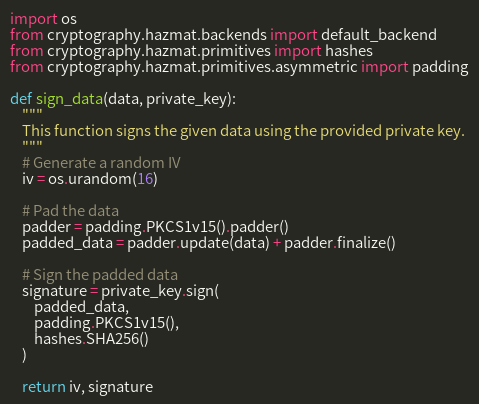 import os
from cryptography.hazmat.backends import default_backend
from cryptography.hazmat.primitives import hashes
from cryptography.hazmat.primitives.asymmetric import padding

def sign_data(data, private_key):
    """
    This function signs the given data using the provided private key.
    """
    # Generate a random IV
    iv = os.urandom(16)

    # Pad the data
    padder = padding.PKCS1v15().padder()
    padded_data = padder.update(data) + padder.finalize()

    # Sign the padded data
    signature = private_key.sign(
        padded_data,
        padding.PKCS1v15(),
        hashes.SHA256()
    )

    return iv, signature